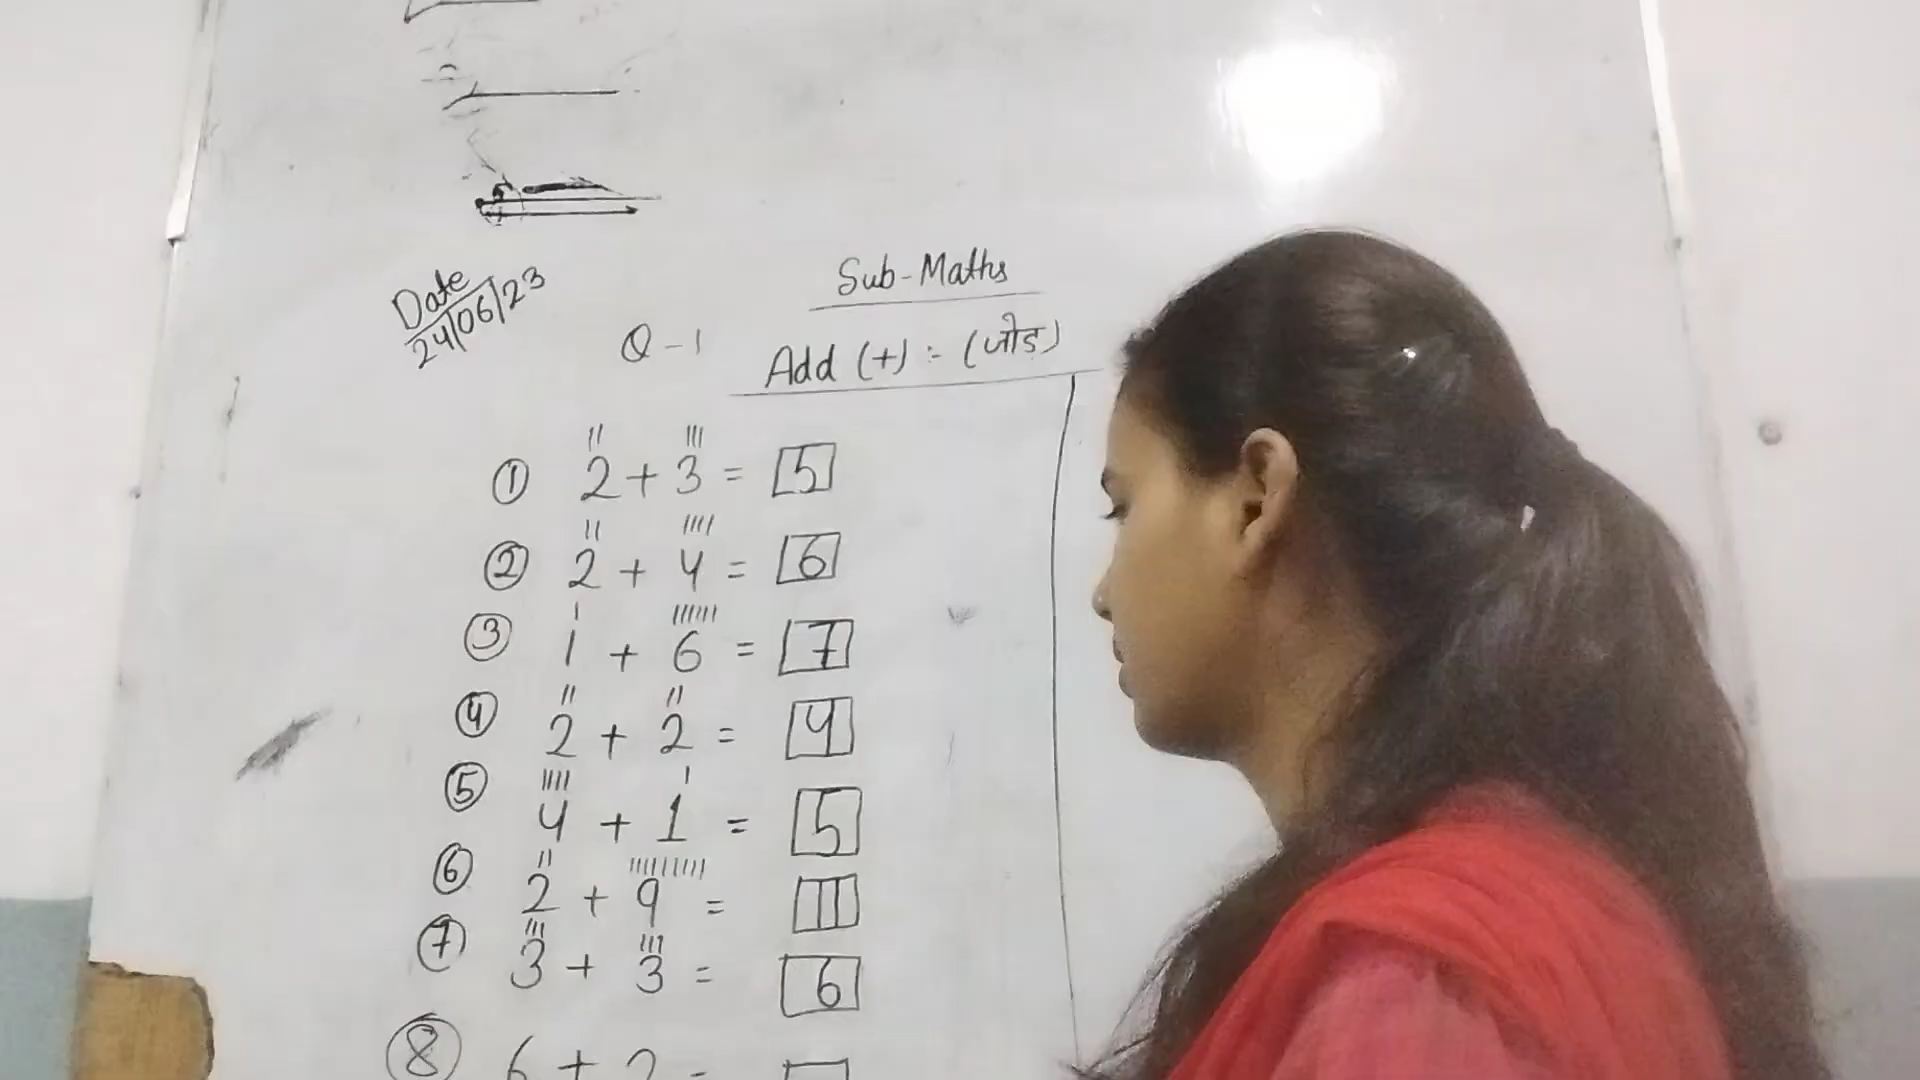 Date
24/06/23
Sub-Maths
Q-1
Add (+) :- (जोड)
① 2 + 3 = 5
② 2 + 4 = 6
③ 1 + 6 = 7
④ 2 + 2 = 4
⑤ 4 + 1 = 5
⑥ 2 + 9 = 11
⑦ 3 + 3 = 6
⑧ 6 +